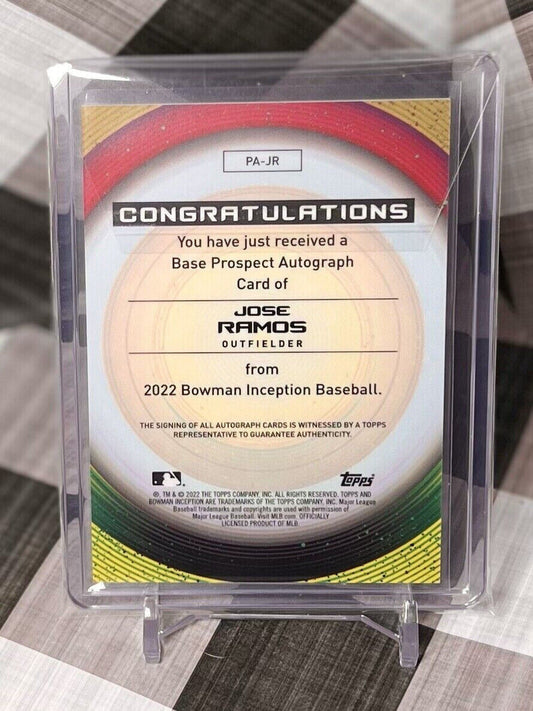 PA-JR
CONGRATULATIONS
You have just received a
Base Prospect Autograph
Card of
JOSE
RAMOS
OUTFIELDER
from
2022 Bowman Inception Baseball.
THE SIGNING OF ALL AUTOGRAPH CARDS IS WITNESSED BY A TOPPS
REPRESENTATIVE TO GUARANTEE AUTHENTICITY.
Topps
®, TM & © 2022 THE TOPPS COMPANY, INC. ALL RIGHTS RESERVED. TOPPS AND
BOWMAN INCEPTION ARE TRADEMARKS OF THE TOPPS COMPANY, INC. Major League
Baseball trademarks and copyrights are used with permission of
Major League Baseball. Visit MLB.com. OFFICIALLY
LICENSED PRODUCT OF MLB.